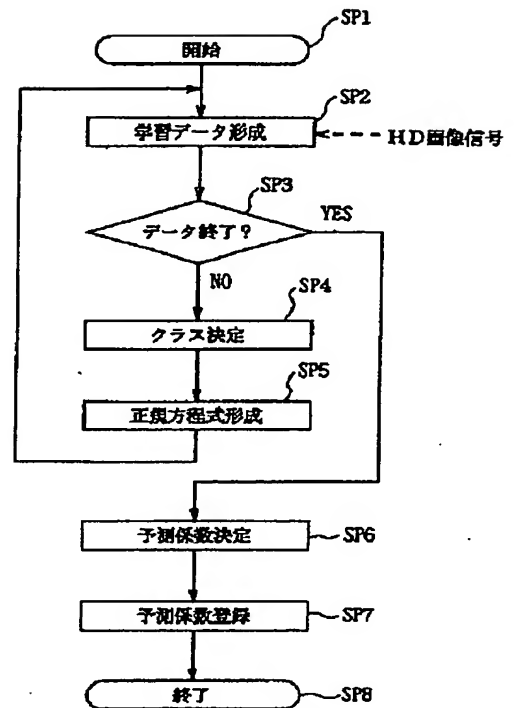 SP1
開始
SP2
学習データ形成
HD画像信号
SP3
データ終了?
YES
NO
SP4
クラス決定
SP5
正規方程式形成
予測係数決定
SP6
予測係数登録
SP7
終了
SP8